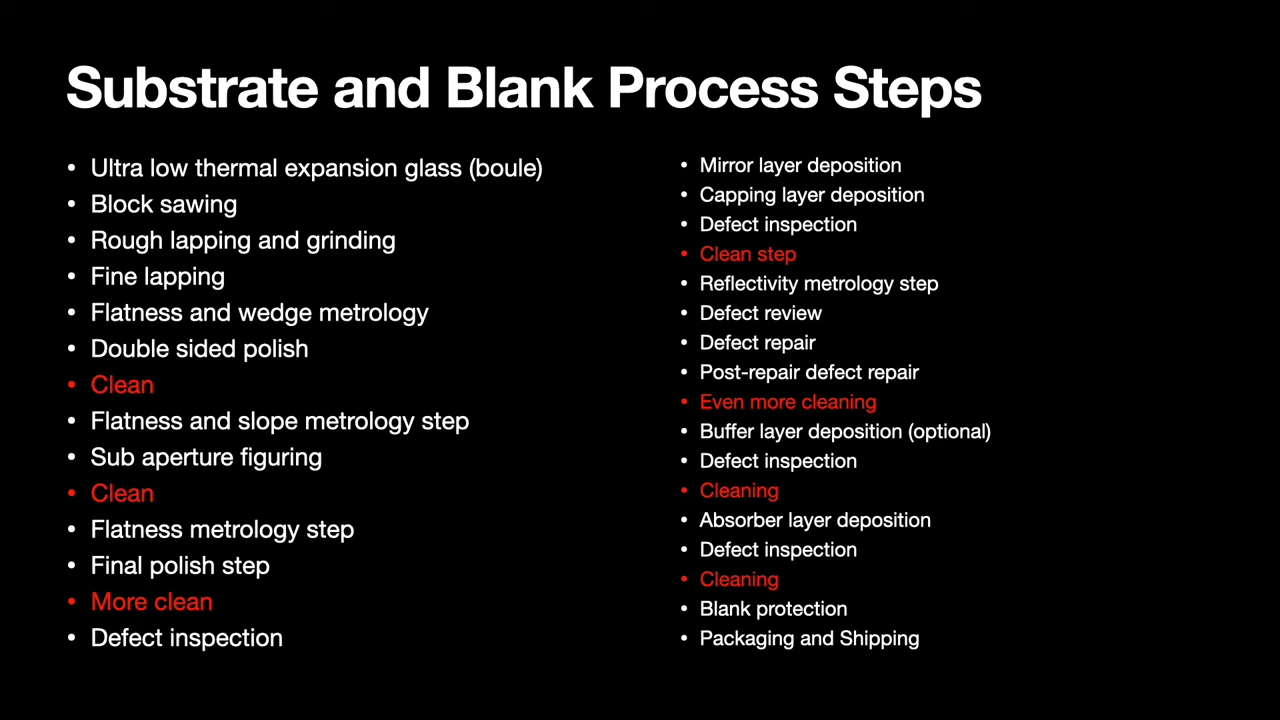 Substrate and Blank Process Steps
• Ultra low thermal expansion glass (boule)
• Block sawing
• Rough lapping and grinding
• Fine lapping
• Flatness and wedge metrology
• Double sided polish
• Clean
• Flatness and slope metrology step
• Sub aperture figuring
• Clean
• Flatness metrology step
• Final polish step
• More clean
• Defect inspection
• Mirror layer deposition
• Capping layer deposition
• Defect inspection
• Clean step
• Reflectivity metrology step
• Defect review
• Defect repair
• Post-repair defect repair
• Even more cleaning
• Buffer layer deposition (optional)
• Defect inspection
• Cleaning
• Absorber layer deposition
• Defect inspection
• Cleaning
• Blank protection
• Packaging and Shipping